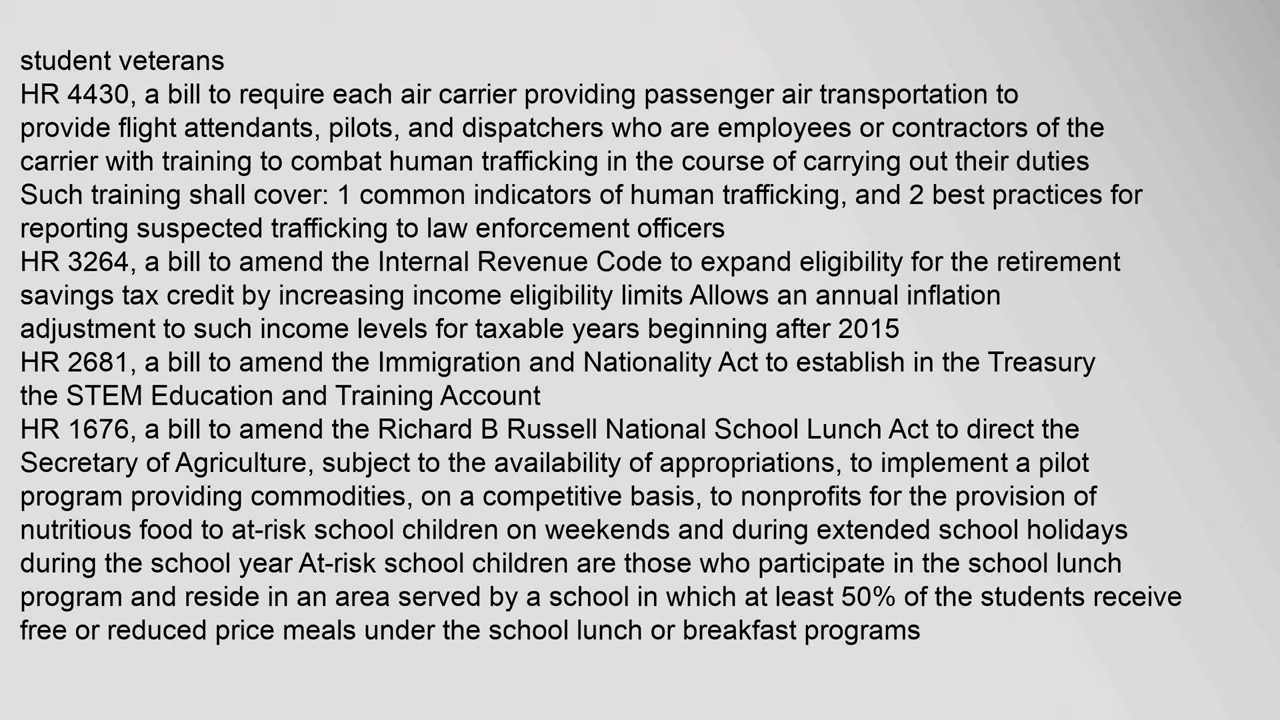 student veterans
HR 4430, a bill to require each air carrier providing passenger air transportation to
provide flight attendants, pilots, and dispatchers who are employees or contractors of the
carrier with training to combat human trafficking in the course of carrying out their duties
Such training shall cover: 1 common indicators of human trafficking, and 2 best practices for
reporting suspected trafficking to law enforcement officers
HR 3264, a bill to amend the Internal Revenue Code to expand eligibility for the retirement
savings tax credit by increasing income eligibility limits Allows an annual inflation
adjustment to such income levels for taxable years beginning after 2015
HR 2681, a bill to amend the Immigration and Nationality Act to establish in the Treasury
the STEM Education and Training Account
HR 1676, a bill to amend the Richard B Russell National School Lunch Act to direct the
Secretary of Agriculture, subject to the availability of appropriations, to implement a pilot
program providing commodities, on a competitive basis, to nonprofits for the provision of
nutritious food to at-risk school children on weekends and during extended school holidays
during the school year At-risk school children are those who participate in the school lunch
program and reside in an area served by a school in which at least 50% of the students receive
free or reduced price meals under the school lunch or breakfast programs